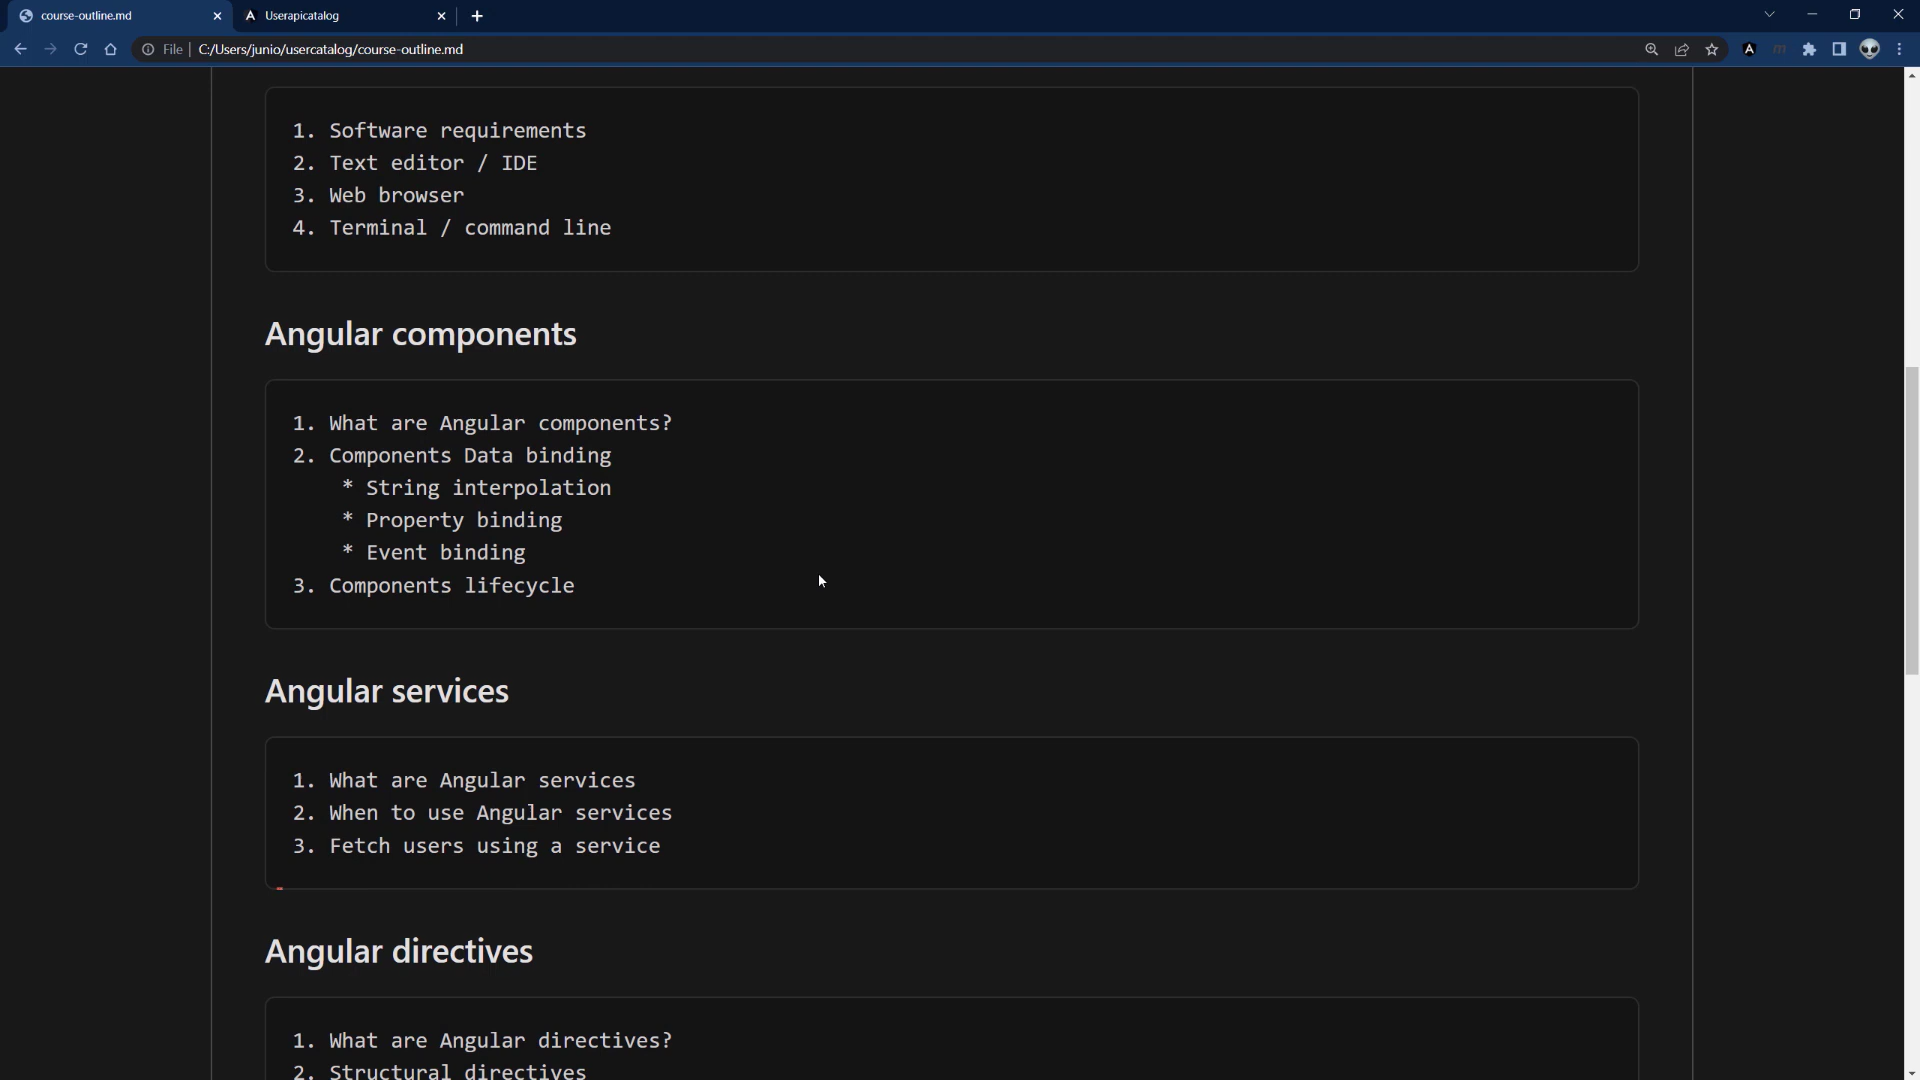 course-outline.md
Userapicatalog
File
C:/Users/junio/usercatalog/course-outline.md
1. Software requirements
2. Text editor / IDE
3. Web browser
4. Terminal / command line
Angular components
1. What are Angular components?
2. Components Data binding
* String interpolation
* Property binding
* Event binding
3. Components lifecycle
Angular services
1. What are Angular services
2. When to use Angular services
3. Fetch users using a service
Angular directives
1. What are Angular directives?
2. Structural directives